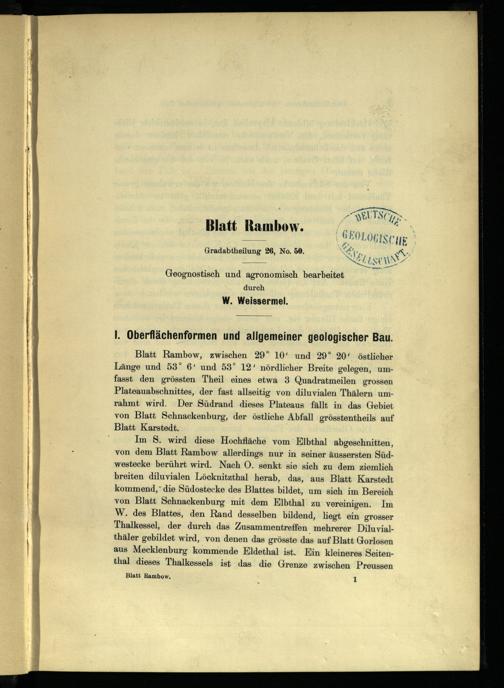 Blatt Rambow.
Gradabtheilung 26, No. 50.
Geognostisch und agronomisch bearbeitet
durch
W. Weissermel.
DEUTSCHE
GEOLOGISCHE
GESELLSCHAFT.
I. Oberflächenformen und allgemeiner geologischer Bau.
Blatt Rambow, zwischen 29° 10′ und 29° 20′ östlicher
Länge und 53° 6′ und 53° 12′ nördlicher Breite gelegen, um-
fasst den grössten Theil eines etwa 3 Quadratmeilen grossen
Plateauabschnittes, der fast allseitig von diluvialen Thälern um-
rahmt wird. Der Südrand dieses Plateaus fällt in das Gebiet
von Blatt Schnackenburg, der östliche Abfall grösstentheils auf
Blatt Karstedt.
Im S. wird diese Hochfläche vom Elbthal abgeschnitten,
von dem Blatt Rambow allerdings nur in seiner äussersten Süd-
westecke berührt wird. Nach O. senkt sie sich zu dem ziemlich
breiten diluvialen Löcknitzthal herab, das, aus Blatt Karstedt
kommend, die Südostecke des Blattes bildet, um sich im Bereich
von Blatt Schnackenburg mit dem Elbthal zu vereinigen. Im
W. des Blattes, den Rand desselben bildend, liegt ein grosser
Thalkessel, der durch das Zusammentreffen mehrerer Diluvial-
thäler gebildet wird, von denen das grösste das auf Blatt Gorlosen
aus Mecklenburg kommende Eldethal ist. Ein kleineres Seiten-
thal dieses Thalkessels ist das die Grenze zwischen Preussen
Blatt Rambow. 1